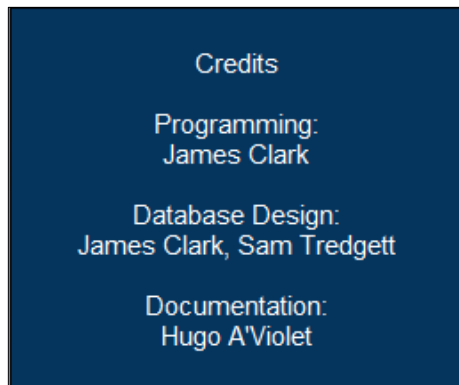 Credits
Programming:
James Clark
Database Design:
James Clark, Sam Tredgett
Documentation:
Hugo A'Violet